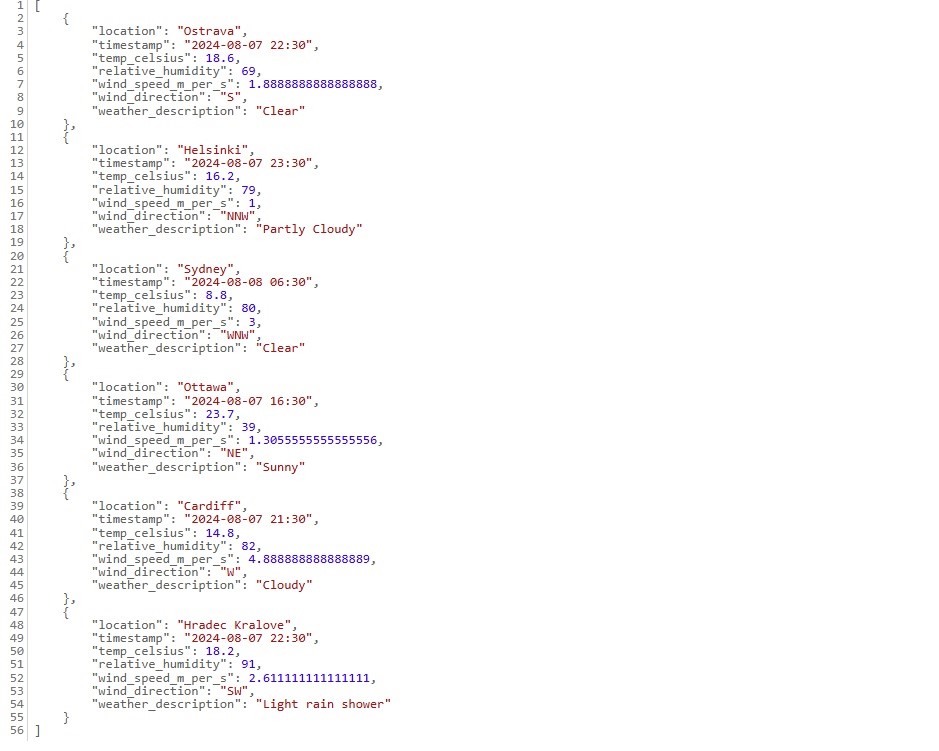 1 [
2     {
3         "location": "Ostrava",
4         "timestamp": "2024-08-07 22:30",
5         "temp_celsius": 18.6,
6         "relative_humidity": 69,
7         "wind_speed_m_per_s": 1.8888888888888888,
8         "wind_direction": "S",
9         "weather_description": "Clear"
10     },
11     {
12         "location": "Helsinki",
13         "timestamp": "2024-08-07 23:30",
14         "temp_celsius": 16.2,
15         "relative_humidity": 79,
16         "wind_speed_m_per_s": 1,
17         "wind_direction": "NNW",
18         "weather_description": "Partly Cloudy"
19     },
20     {
21         "location": "Sydney",
22         "timestamp": "2024-08-08 06:30",
23         "temp_celsius": 8.8,
24         "relative_humidity": 80,
25         "wind_speed_m_per_s": 3,
26         "wind_direction": "WNW",
27         "weather_description": "Clear"
28     },
29     {
30         "location": "Ottawa",
31         "timestamp": "2024-08-07 16:30",
32         "temp_celsius": 23.7,
33         "relative_humidity": 39,
34         "wind_speed_m_per_s": 1.3055555555555556,
35         "wind_direction": "NE",
36         "weather_description": "Sunny"
37     },
38     {
39         "location": "Cardiff",
40         "timestamp": "2024-08-07 21:30",
41         "temp_celsius": 14.8,
42         "relative_humidity": 82,
43         "wind_speed_m_per_s": 4.888888888888889,
44         "wind_direction": "W",
45         "weather_description": "Cloudy"
46     },
47     {
48         "location": "Hradec Kralove",
49         "timestamp": "2024-08-07 22:30",
50         "temp_celsius": 18.2,
51         "relative_humidity": 91,
52         "wind_speed_m_per_s": 2.611111111111111,
53         "wind_direction": "SW",
54         "weather_description": "Light rain shower"
55     }
56 ]